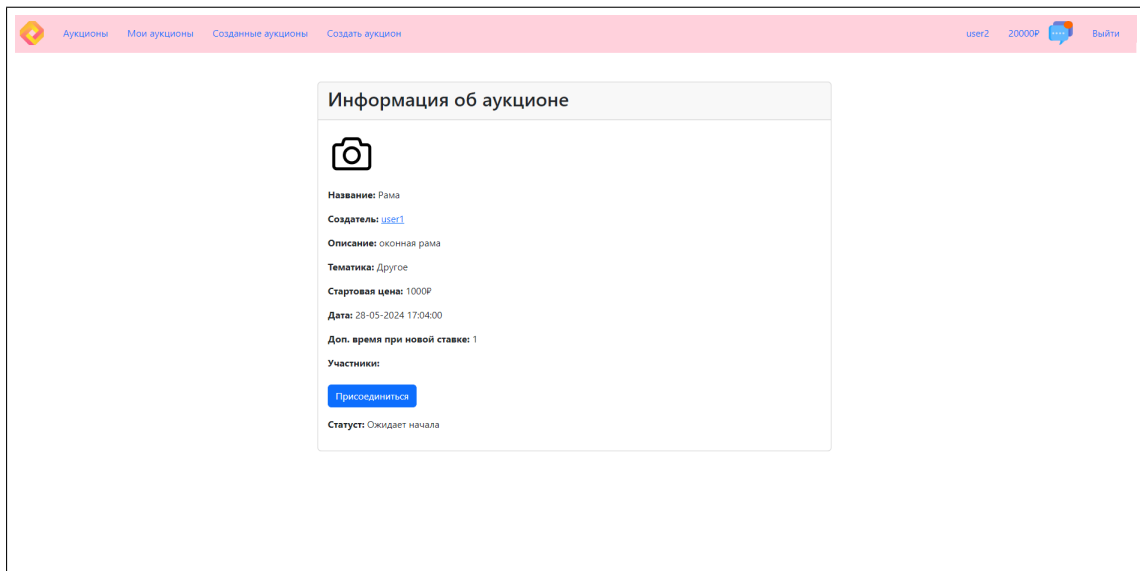 Аукционы Мои аукционы Созданные аукционы Создать аукцион user2 20000₽ Выйти
Информация об аукционе
Название: Рама
Создатель: user1
Описание: оконная рама
Тематика: Другое
Стартовая цена: 1000₽
Дата: 28-05-2024 17:04:00
Доп. время при новой ставке: 1
Участники:
Присоединиться
Статуст: Ожидает начала